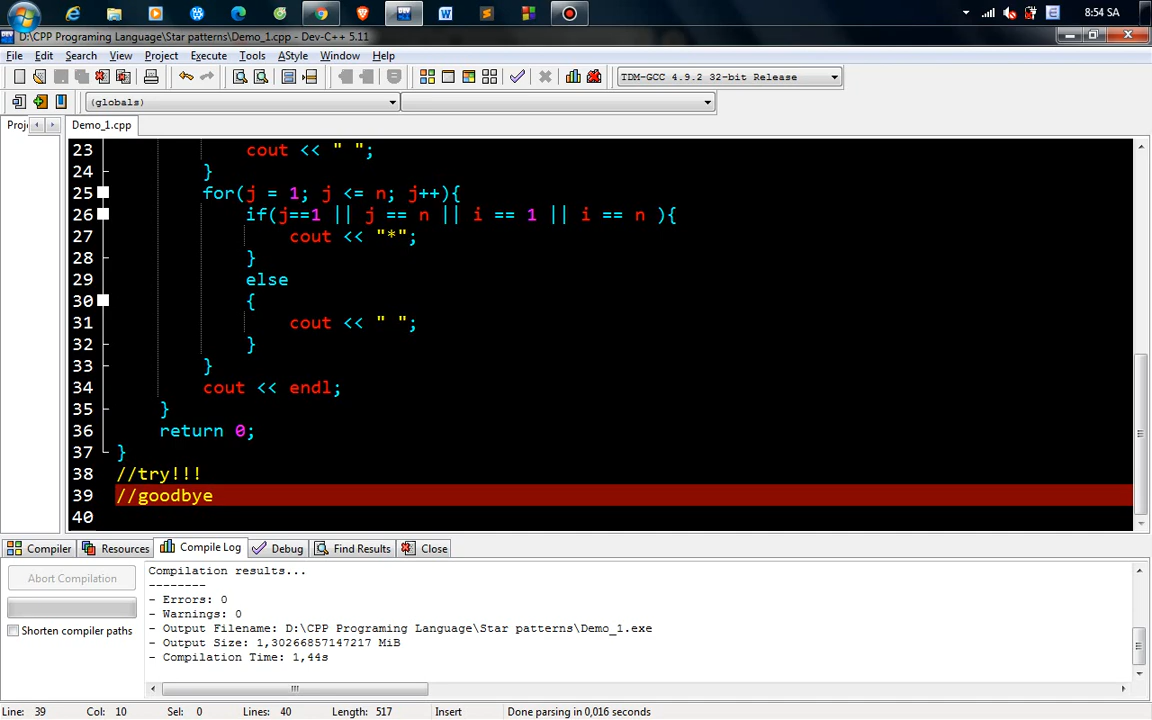 8:54 SA
D:\CPP Programing Language\Star patterns\Demo_1.cpp - Dev-C++ 5.11
File Edit Search View Project Execute Tools AStyle Window Help
TDM-GCC 4.9.2 32-bit Release
(globals)
Proj Demo_1.cpp
23 cout << " ";
24 }
25 for(j = 1; j <= n; j++){
26 if(j==1 || j == n || i == 1 || i == n ){
27 cout << "*";
28 }
29 else
30 {
31 cout << " ";
32 }
33 }
34 cout << endl;
35 }
36 return 0;
37 }
38 //try!!!
39 //goodbye
40
Compiler Resources Compile Log Debug Find Results Close
Abort Compilation
Shorten compiler paths
Compilation results...
--------
- Errors: 0
- Warnings: 0
- Output Filename: D:\CPP Programing Language\Star patterns\Demo_1.exe
- Output Size: 1,30266857147217 MiB
- Compilation Time: 1,44s
Line: 39 Col: 10 Sel: 0 Lines: 40 Length: 517 Insert Done parsing in 0,016 seconds